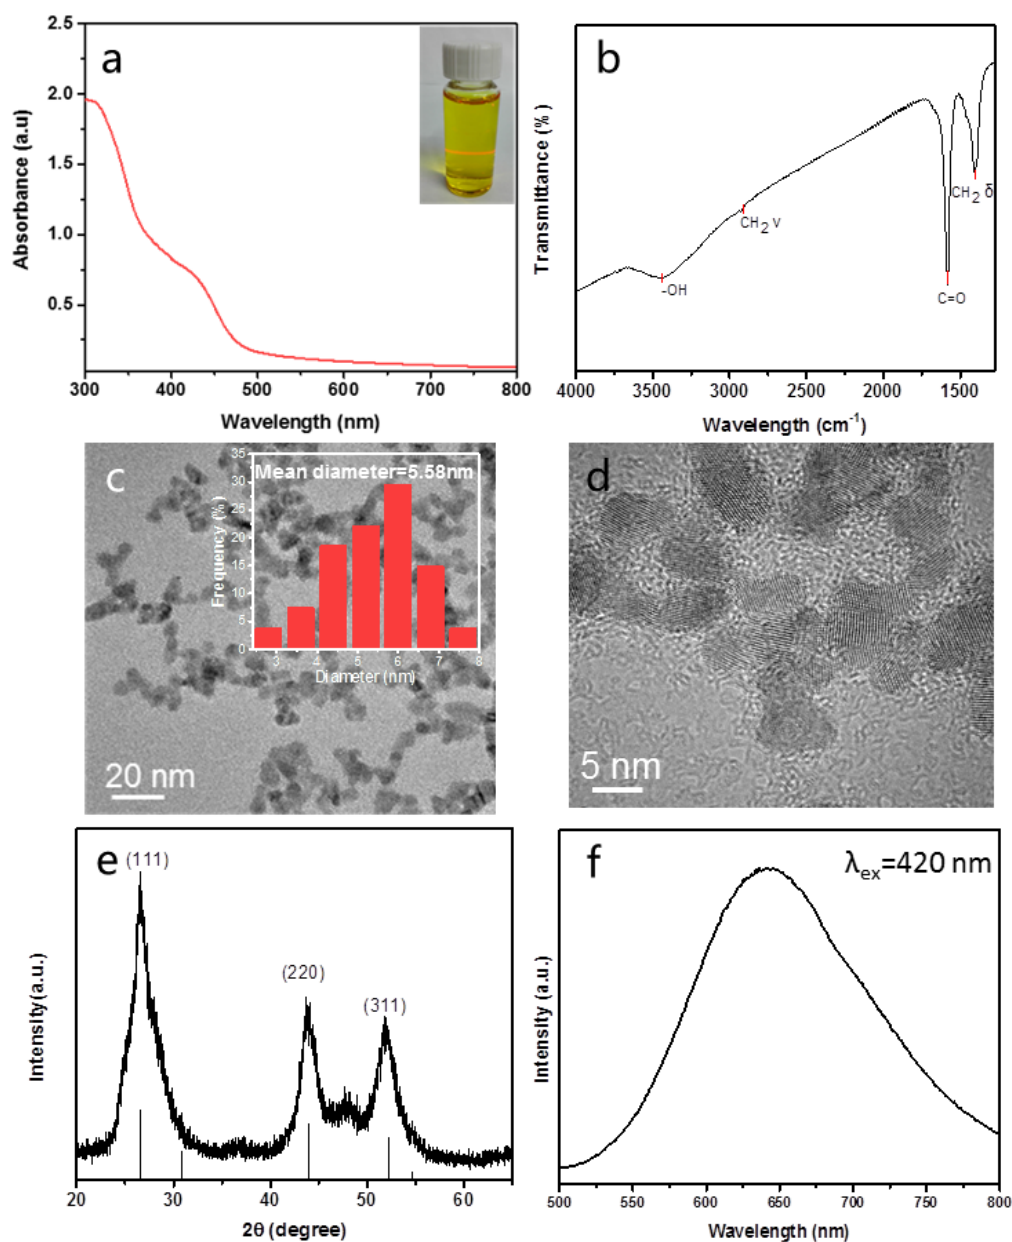 a
2.5
2.0
1.5
1.0
0.5
Absorbance (a.u)
300 400 500 600 700 800
Wavelength (nm)
b
Transmittance (%)
-OH
CH2 v
C=O
CH2 δ
4000 3500 2500 2000 1500
Wavelength (cm-1)
c
Mean diameter=5.58nm
35
30
25
20
15
10
5
0
Frequency (%)
3 4 5 6 7 8
Diameter (nm)
20 nm
d
5 nm
e
(111)
(220)
(311)
Intensity(a.u.)
20 30 40 50 60
2θ (degree)
f
λex=420 nm
Intensity (a.u.)
500 550 600 650 700 750 800
Wavelength (nm)